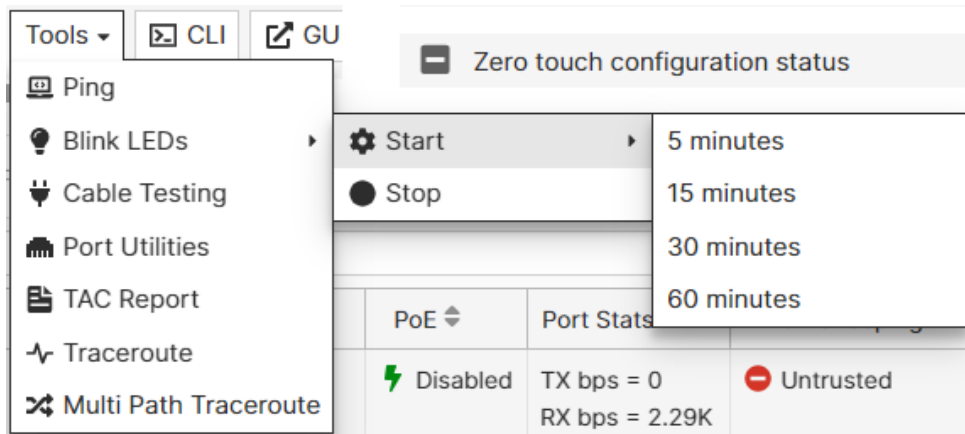 Tools
CLI
GU
Zero touch configuration status
Ping
Blink LEDs
Start
5 minutes
Cable Testing
Stop
15 minutes
Port Utilities
30 minutes
TAC Report
60 minutes
PoE
Port Stats
Traceroute
Disabled
TX bps = 0
Untrusted
Multi Path Traceroute
RX bps = 2.29K